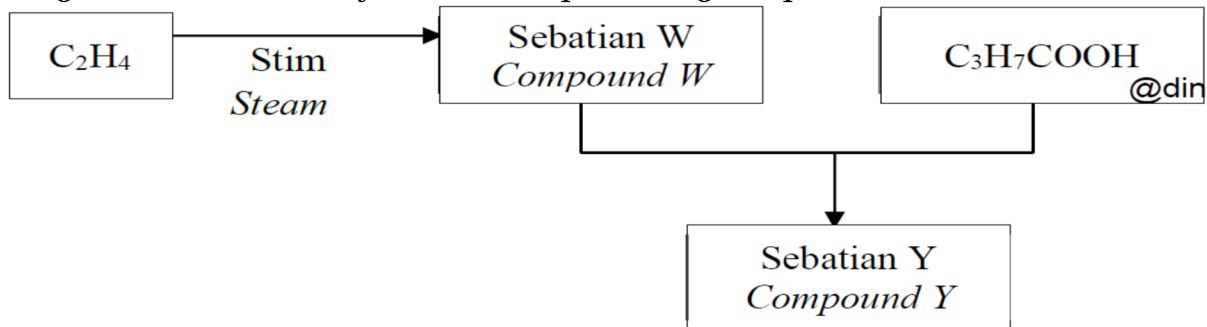 C₂H₄
Stim
Steam
Sebatian W
Compound W
C₃H₇COOH
@din
Sebatian Y
Compound Y